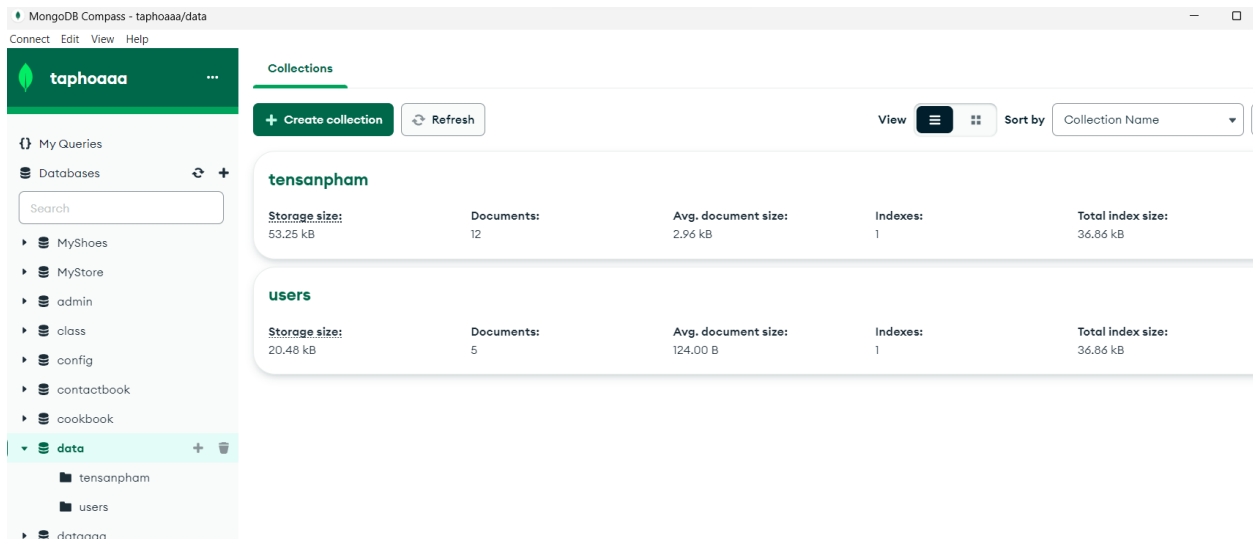 MongoDB Compass - taphoaaa/data
Connect Edit View Help
taphoaaa
Collections
Create collection
Refresh
View
Sort by
Collection Name
My Queries
Databases
Search
MyShoes
MyStore
admin
class
config
contactbook
cookbook
data
tensanpham
users
dataaaa
tensanpham
Storage size: Documents: Avg. document size: Indexes: Total index size:
53.25 kB 12 2.96 kB 1 36.86 kB
users
Storage size: Documents: Avg. document size: Indexes: Total index size:
20.48 kB 5 124.00 B 1 36.86 kB